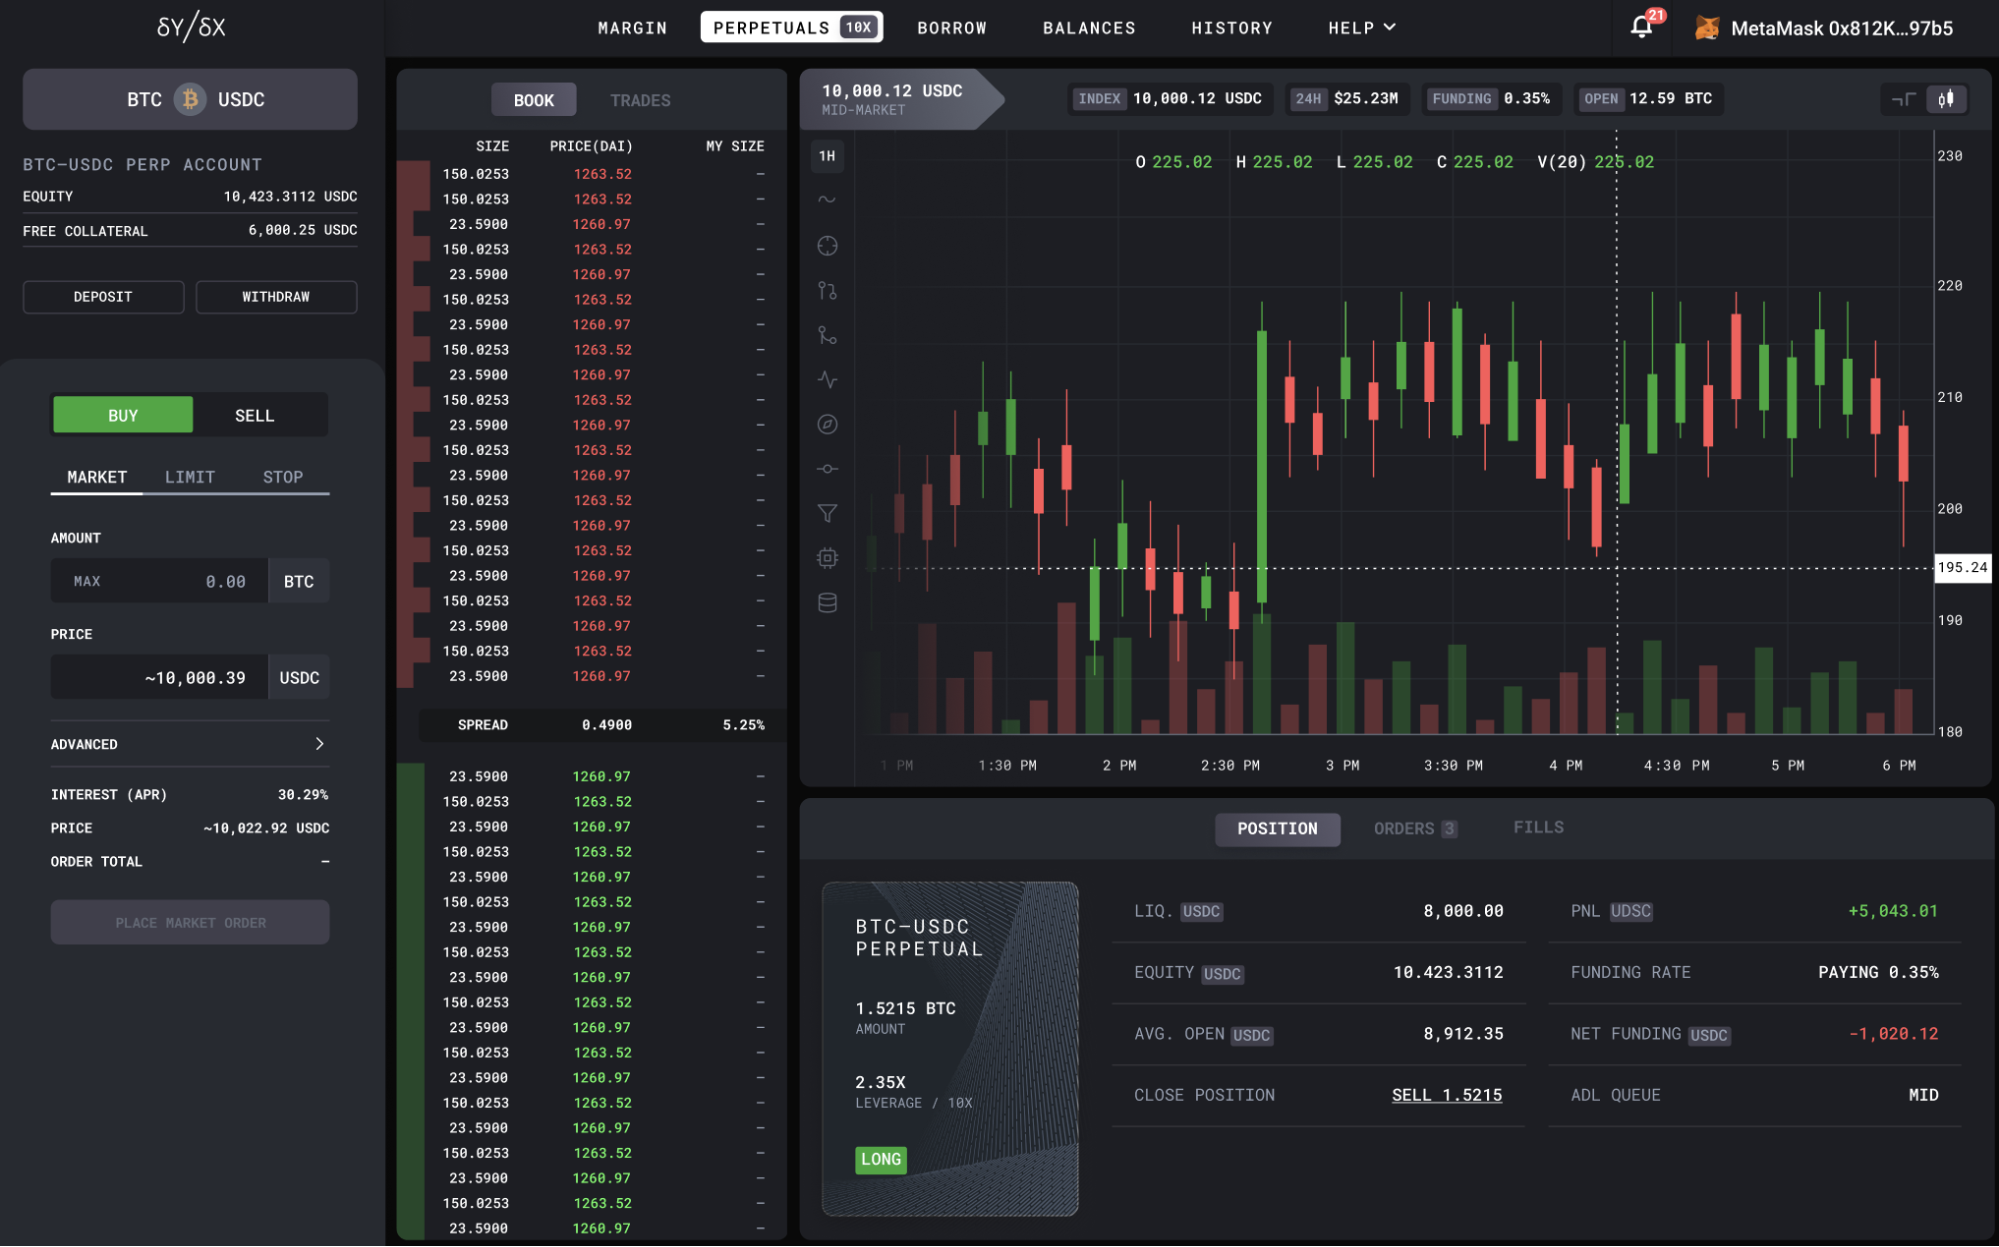 δY/δX
MARGIN
PERPETUALS 10X
BORROW
BALANCES
HISTORY
HELP
21
MetaMask 0x812K...97b5
BTC USDC
BTC–USDC PERP ACCOUNT
EQUITY 10,423.3112 USDC
FREE COLLATERAL 6,000.25 USDC
DEPOSIT WITHDRAW
BUY SELL
MARKET LIMIT STOP
AMOUNT
MAX 0.00 BTC
PRICE
~10,000.39 USDC
ADVANCED
INTEREST (APR) 30.29%
PRICE ~10,022.92 USDC
ORDER TOTAL –
PLACE MARKET ORDER
BOOK TRADES
SIZE PRICE(DAI) MY SIZE
150.0253 1263.52 –
150.0253 1263.52 –
23.5900 1260.97 –
150.0253 1263.52 –
23.5900 1260.97 –
150.0253 1263.52 –
23.5900 1260.97 –
150.0253 1263.52 –
23.5900 1260.97 –
150.0253 1263.52 –
23.5900 1260.97 –
150.0253 1263.52 –
23.5900 1260.97 –
150.0253 1263.52 –
23.5900 1260.97 –
150.0253 1263.52 –
23.5900 1260.97 –
150.0253 1263.52 –
23.5900 1260.97 –
150.0253 1263.52 –
23.5900 1260.97 –
SPREAD 0.4900 5.25%
23.5900 1260.97 –
150.0253 1263.52 –
23.5900 1260.97 –
150.0253 1263.52 –
23.5900 1260.97 –
150.0253 1263.52 –
23.5900 1260.97 –
150.0253 1263.52 –
23.5900 1260.97 –
150.0253 1263.52 –
23.5900 1260.97 –
150.0253 1263.52 –
23.5900 1260.97 –
150.0253 1263.52 –
23.5900 1260.97 –
150.0253 1263.52 –
23.5900 1260.97 –
150.0253 1263.52 –
23.5900 1260.97 –
10,000.12 USDC
MID-MARKET
INDEX 10,000.12 USDC
24H $25.23M
FUNDING 0.35%
OPEN 12.59 BTC
1H
O 225.02 H 225.02 L 225.02 C 225.02 V(20) 225.02
230
220
210
200
195.24
190
180
1 PM 1:30 PM 2 PM 2:30 PM 3 PM 3:30 PM 4 PM 4:30 PM 5 PM 6 PM
POSITION ORDERS 3 FILLS
BTC–USDC
PERPETUAL
1.5215 BTC
AMOUNT
2.35X
LEVERAGE / 10X
LONG
LIQ. USDC 8,000.00
EQUITY USDC 10.423.3112
AVG. OPEN USDC 8,912.35
CLOSE POSITION SELL 1.5215
PNL UDSC +5,043.01
FUNDING RATE PAYING 0.35%
NET FUNDING USDC -1,020.12
ADL QUEUE MID